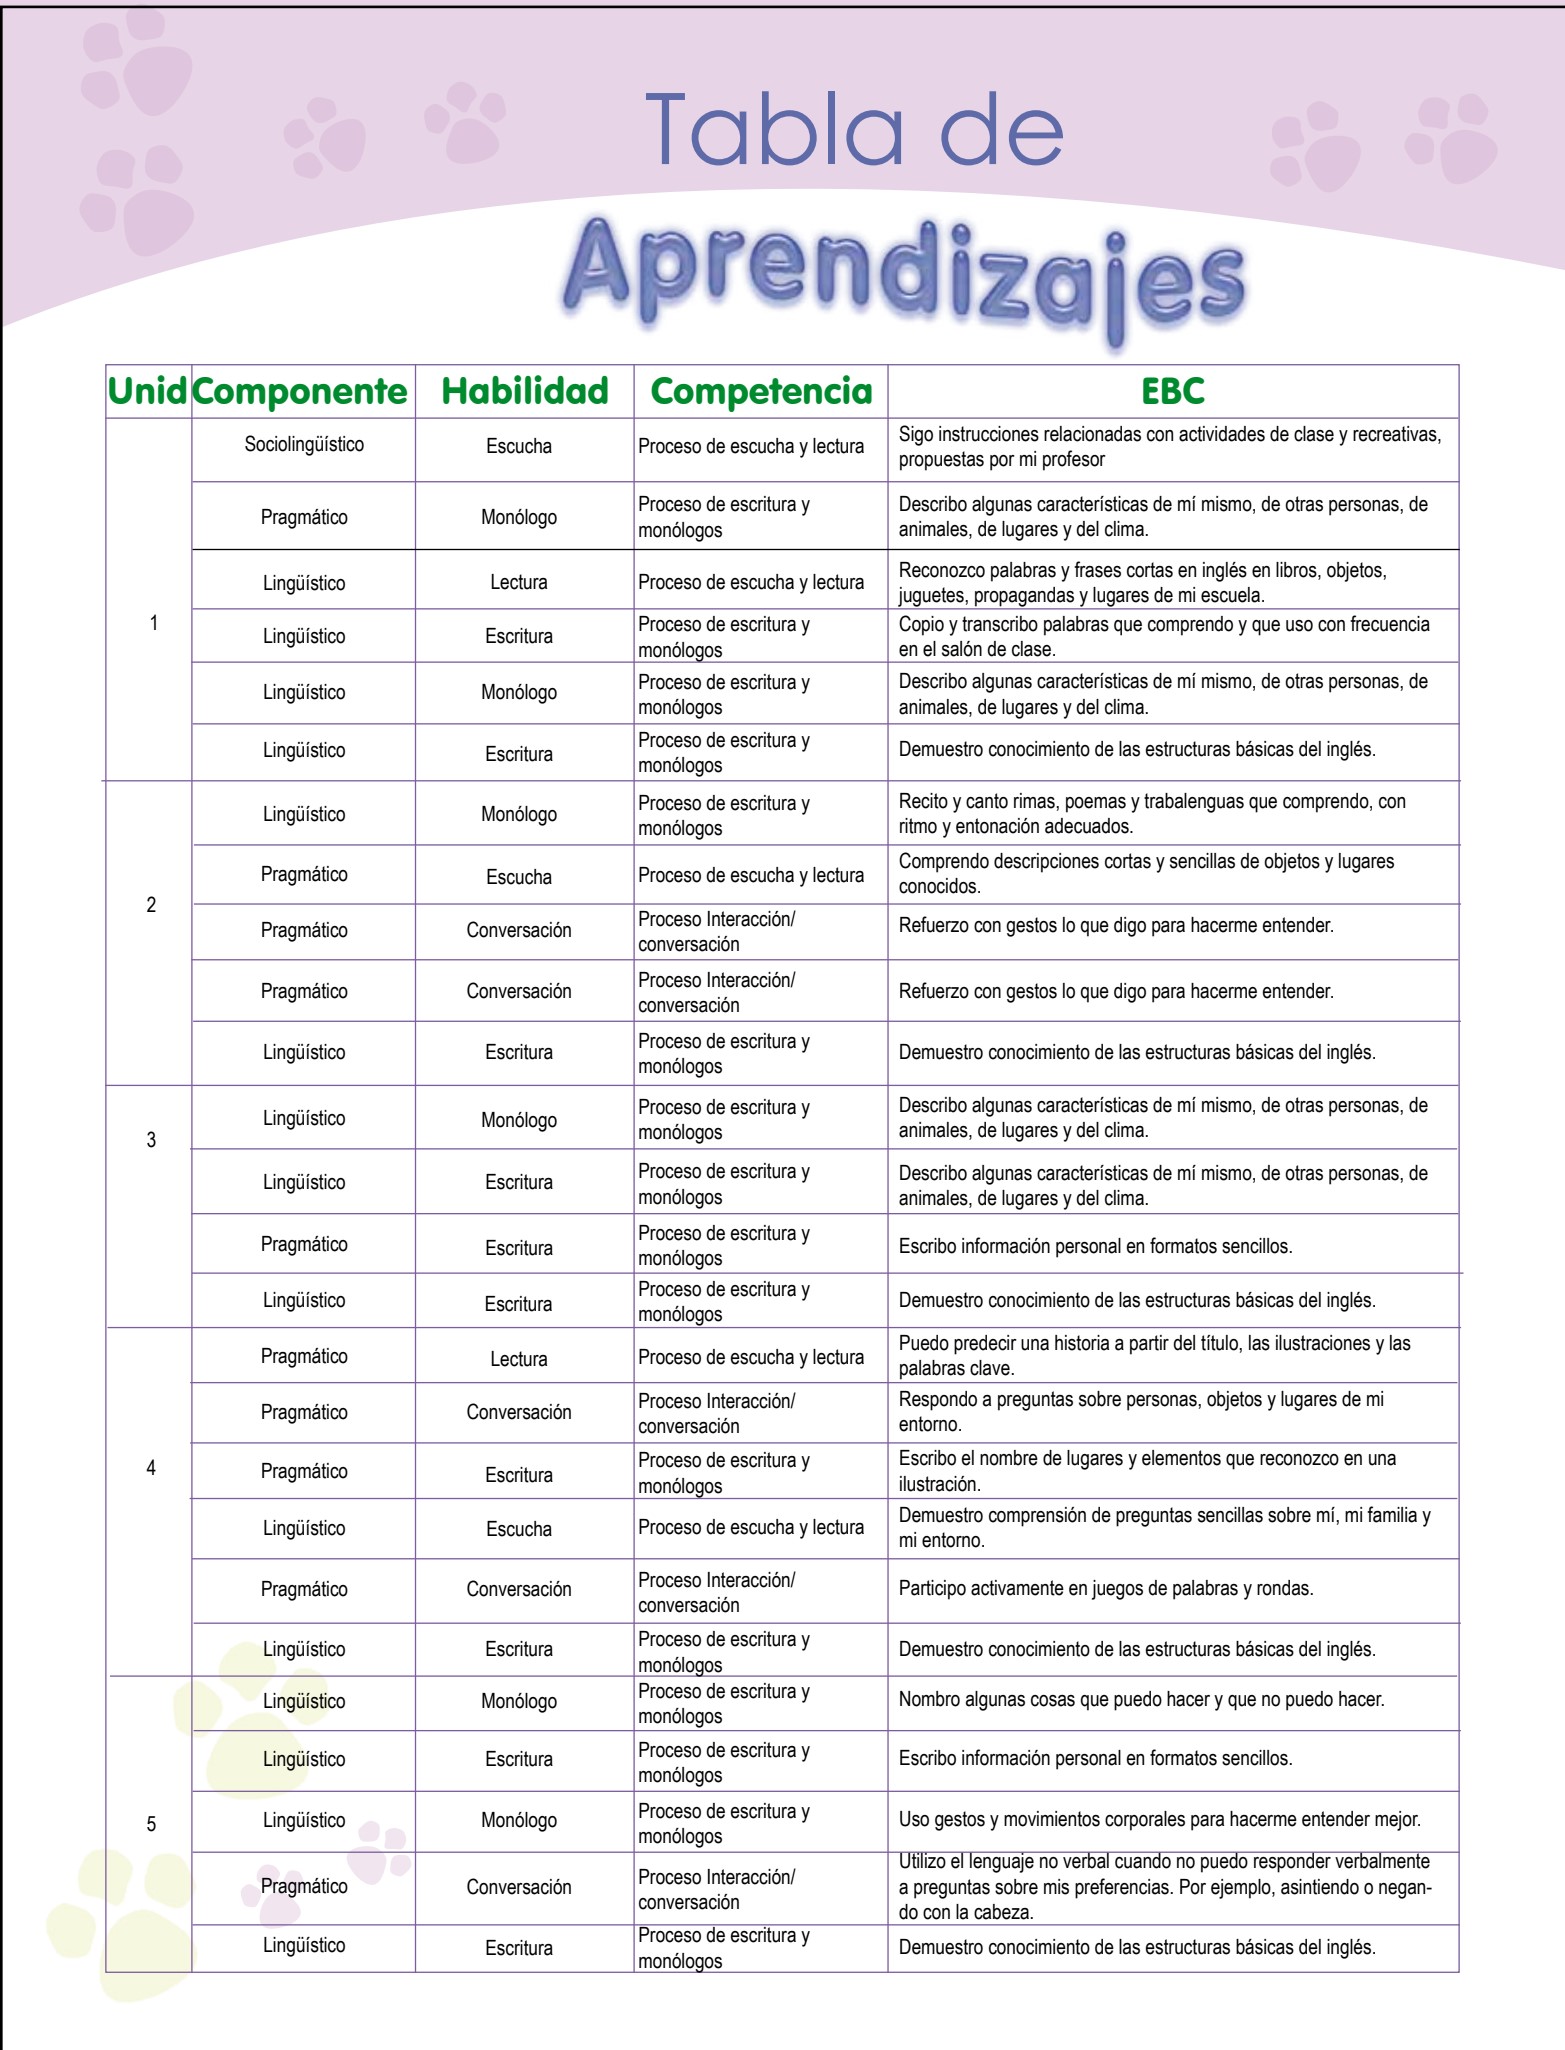 Tabla de
Aprendizajes
Unid Componente Habilidad Competencia EBC
Sociolingüístico Escucha Proceso de escucha y lectura Sigo instrucciones relacionadas con actividades de clase y recreativas,
propuestas por mi profesor
Pragmático Monólogo Proceso de escritura y Describo algunas características de mí mismo, de otras personas, de
monólogos animales, de lugares y del clima.
Lingüístico Lectura Proceso de escucha y lectura Reconozco palabras y frases cortas en inglés en libros, objetos,
juguetes, propagandas y lugares de mi escuela.
1 Lingüístico Escritura Proceso de escritura y Copio y transcribo palabras que comprendo y que uso con frecuencia
monólogos en el salón de clase.
Lingüístico Monólogo Proceso de escritura y Describo algunas características de mí mismo, de otras personas, de
monólogos animales, de lugares y del clima.
Lingüístico Escritura Proceso de escritura y Demuestro conocimiento de las estructuras básicas del inglés.
monólogos
Lingüístico Monólogo Proceso de escritura y Recito y canto rimas, poemas y trabalenguas que comprendo, con
monólogos ritmo y entonación adecuados.
Pragmático Escucha Proceso de escucha y lectura Comprendo descripciones cortas y sencillas de objetos y lugares
conocidos.
2 Pragmático Conversación Proceso Interacción/ Refuerzo con gestos lo que digo para hacerme entender.
conversación
Pragmático Conversación Proceso Interacción/ Refuerzo con gestos lo que digo para hacerme entender.
conversación
Lingüístico Escritura Proceso de escritura y Demuestro conocimiento de las estructuras básicas del inglés.
monólogos
Lingüístico Monólogo Proceso de escritura y Describo algunas características de mí mismo, de otras personas, de
3 monólogos animales, de lugares y del clima.
Lingüístico Escritura Proceso de escritura y Describo algunas características de mí mismo, de otras personas, de
monólogos animales, de lugares y del clima.
Pragmático Escritura Proceso de escritura y Escribo información personal en formatos sencillos.
monólogos
Lingüístico Escritura Proceso de escritura y Demuestro conocimiento de las estructuras básicas del inglés.
monólogos
Pragmático Lectura Proceso de escucha y lectura Puedo predecir una historia a partir del título, las ilustraciones y las
palabras clave.
Pragmático Conversación Proceso Interacción/ Respondo a preguntas sobre personas, objetos y lugares de mi
conversación entorno.
4 Pragmático Escritura Proceso de escritura y Escribo el nombre de lugares y elementos que reconozco en una
monólogos ilustración.
Lingüístico Escucha Proceso de escucha y lectura Demuestro comprensión de preguntas sencillas sobre mí, mi familia y
mi entorno.
Pragmático Conversación Proceso Interacción/ Participo activamente en juegos de palabras y rondas.
conversación
Lingüístico Escritura Proceso de escritura y Demuestro conocimiento de las estructuras básicas del inglés.
monólogos
Lingüístico Monólogo Proceso de escritura y Nombro algunas cosas que puedo hacer y que no puedo hacer.
monólogos
Lingüístico Escritura Proceso de escritura y Escribo información personal en formatos sencillos.
monólogos
5 Lingüístico Monólogo Proceso de escritura y Uso gestos y movimientos corporales para hacerme entender mejor.
monólogos
Utilizo el lenguaje no verbal cuando no puedo responder verbalmente
Pragmático Conversación Proceso Interacción/ a preguntas sobre mis preferencias. Por ejemplo, asintiendo o negan-
conversación do con la cabeza.
Lingüístico Escritura Proceso de escritura y Demuestro conocimiento de las estructuras básicas del inglés.
monólogos